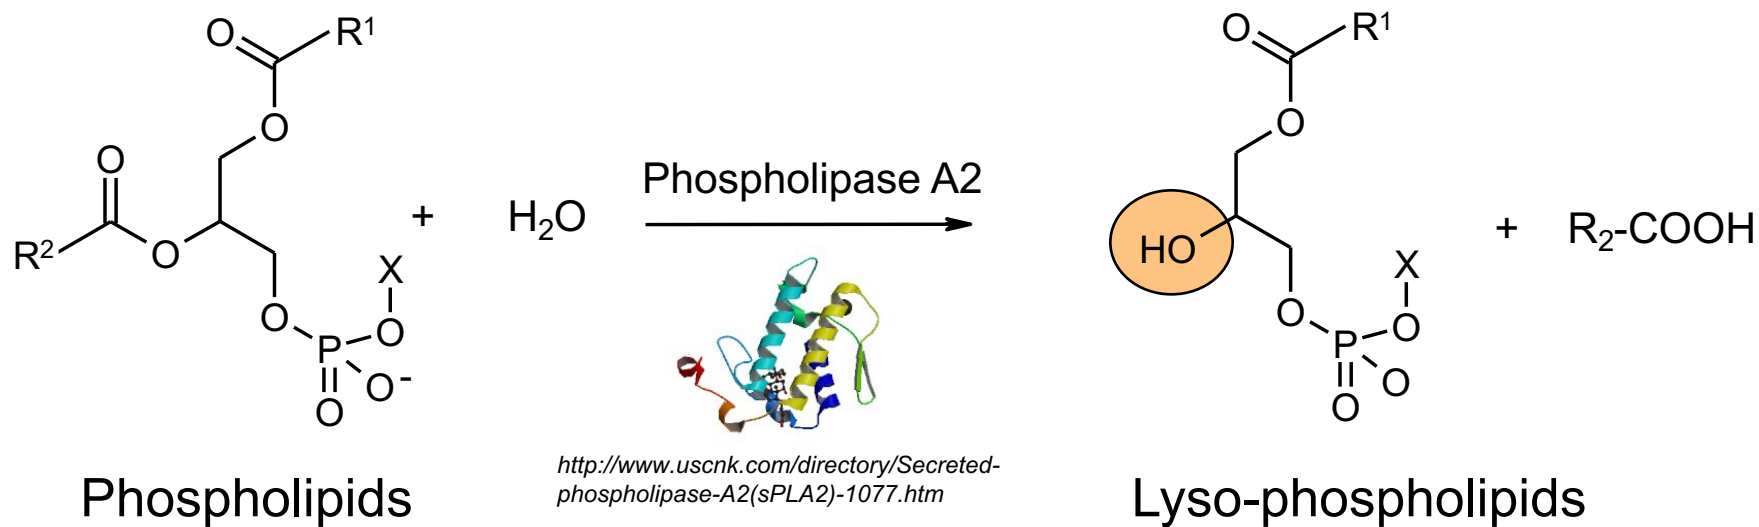 O
R¹
O
O
R²
O
X
O
P
O
O⁻
O
Phospholipids
+
H₂O
Phospholipase A2
http://www.uscnk.com/directory/Secreted-
phospholipase-A2(sPLA2)-1077.htm
O
R¹
O
HO
X
O
P
O
O
O
Lyso-phospholipids
+
R₂-COOH